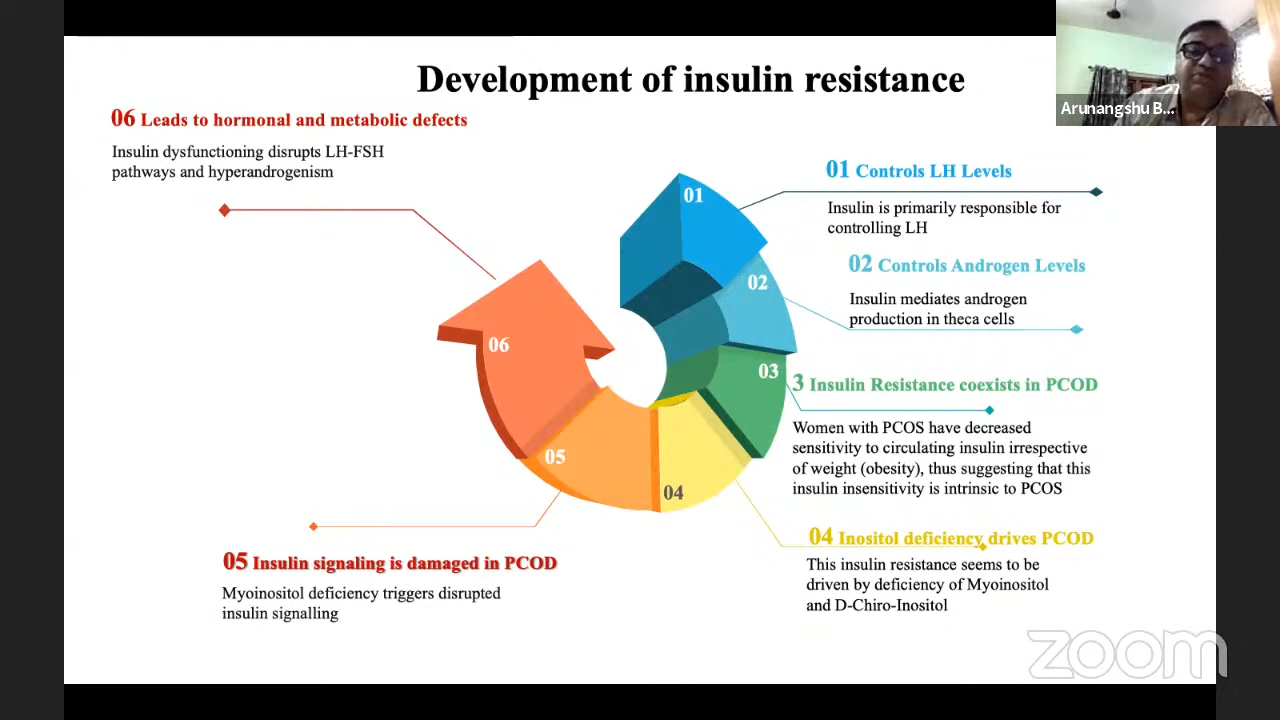 Development of insulin resistance
Arunangshu B...
06 Leads to hormonal and metabolic defects
Insulin dysfunctioning disrupts LH-FSH
pathways and hyperandrogenism
01 Controls LH Levels
Insulin is primarily responsible for
controlling LH
02 Controls Androgen Levels
Insulin mediates androgen
production in theca cells
3 Insulin Resistance coexists in PCOD
Women with PCOS have decreased
sensitivity to circulating insulin irrespective
of weight (obesity), thus suggesting that this
insulin insensitivity is intrinsic to PCOS
04 Inositol deficiency drives PCOD
This insulin resistance seems to be
driven by deficiency of Myoinositol
and D-Chiro-Inositol
05 Insulin signaling is damaged in PCOD
Myoinositol deficiency triggers disrupted
insulin signalling
01
02
03
04
05
06
zoom